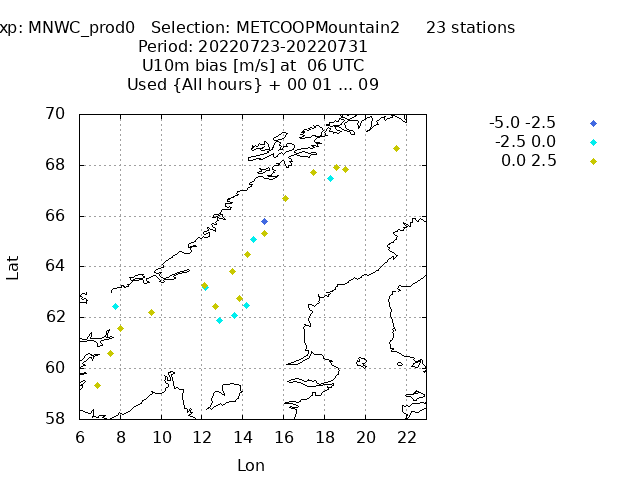 xp: MNWC_prod0 Selection: METCOOPMountain2 23 stations
Period: 20220723-20220731
U10m bias [m/s] at 06 UTC
Used {All hours} + 00 01 ... 09
-5.0 -2.5
-2.5 0.0
0.0 2.5
70
68
66
64
62
60
58
Lat
6 8 10 12 14 16 18 20 22
Lon